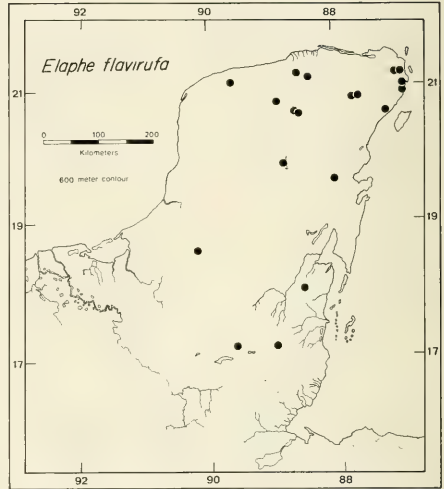 92 90 88
Elaphe flavirufa
21 21
0 100 200
Kilometers
600 meter contour
19 19
17 17
92 90 88